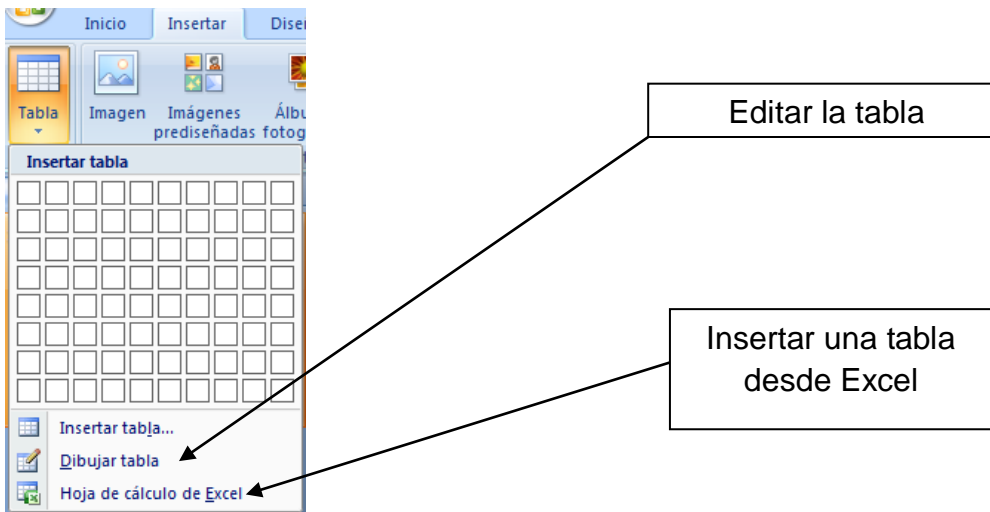 Inicio Insertar Diseñ
Tabla Imagen Imágenes prediseñadas Álbu fotog
Insertar tabla
Insertar tabla...
Dibujar tabla
Hoja de cálculo de Excel
Editar la tabla
Insertar una tabla
desde Excel